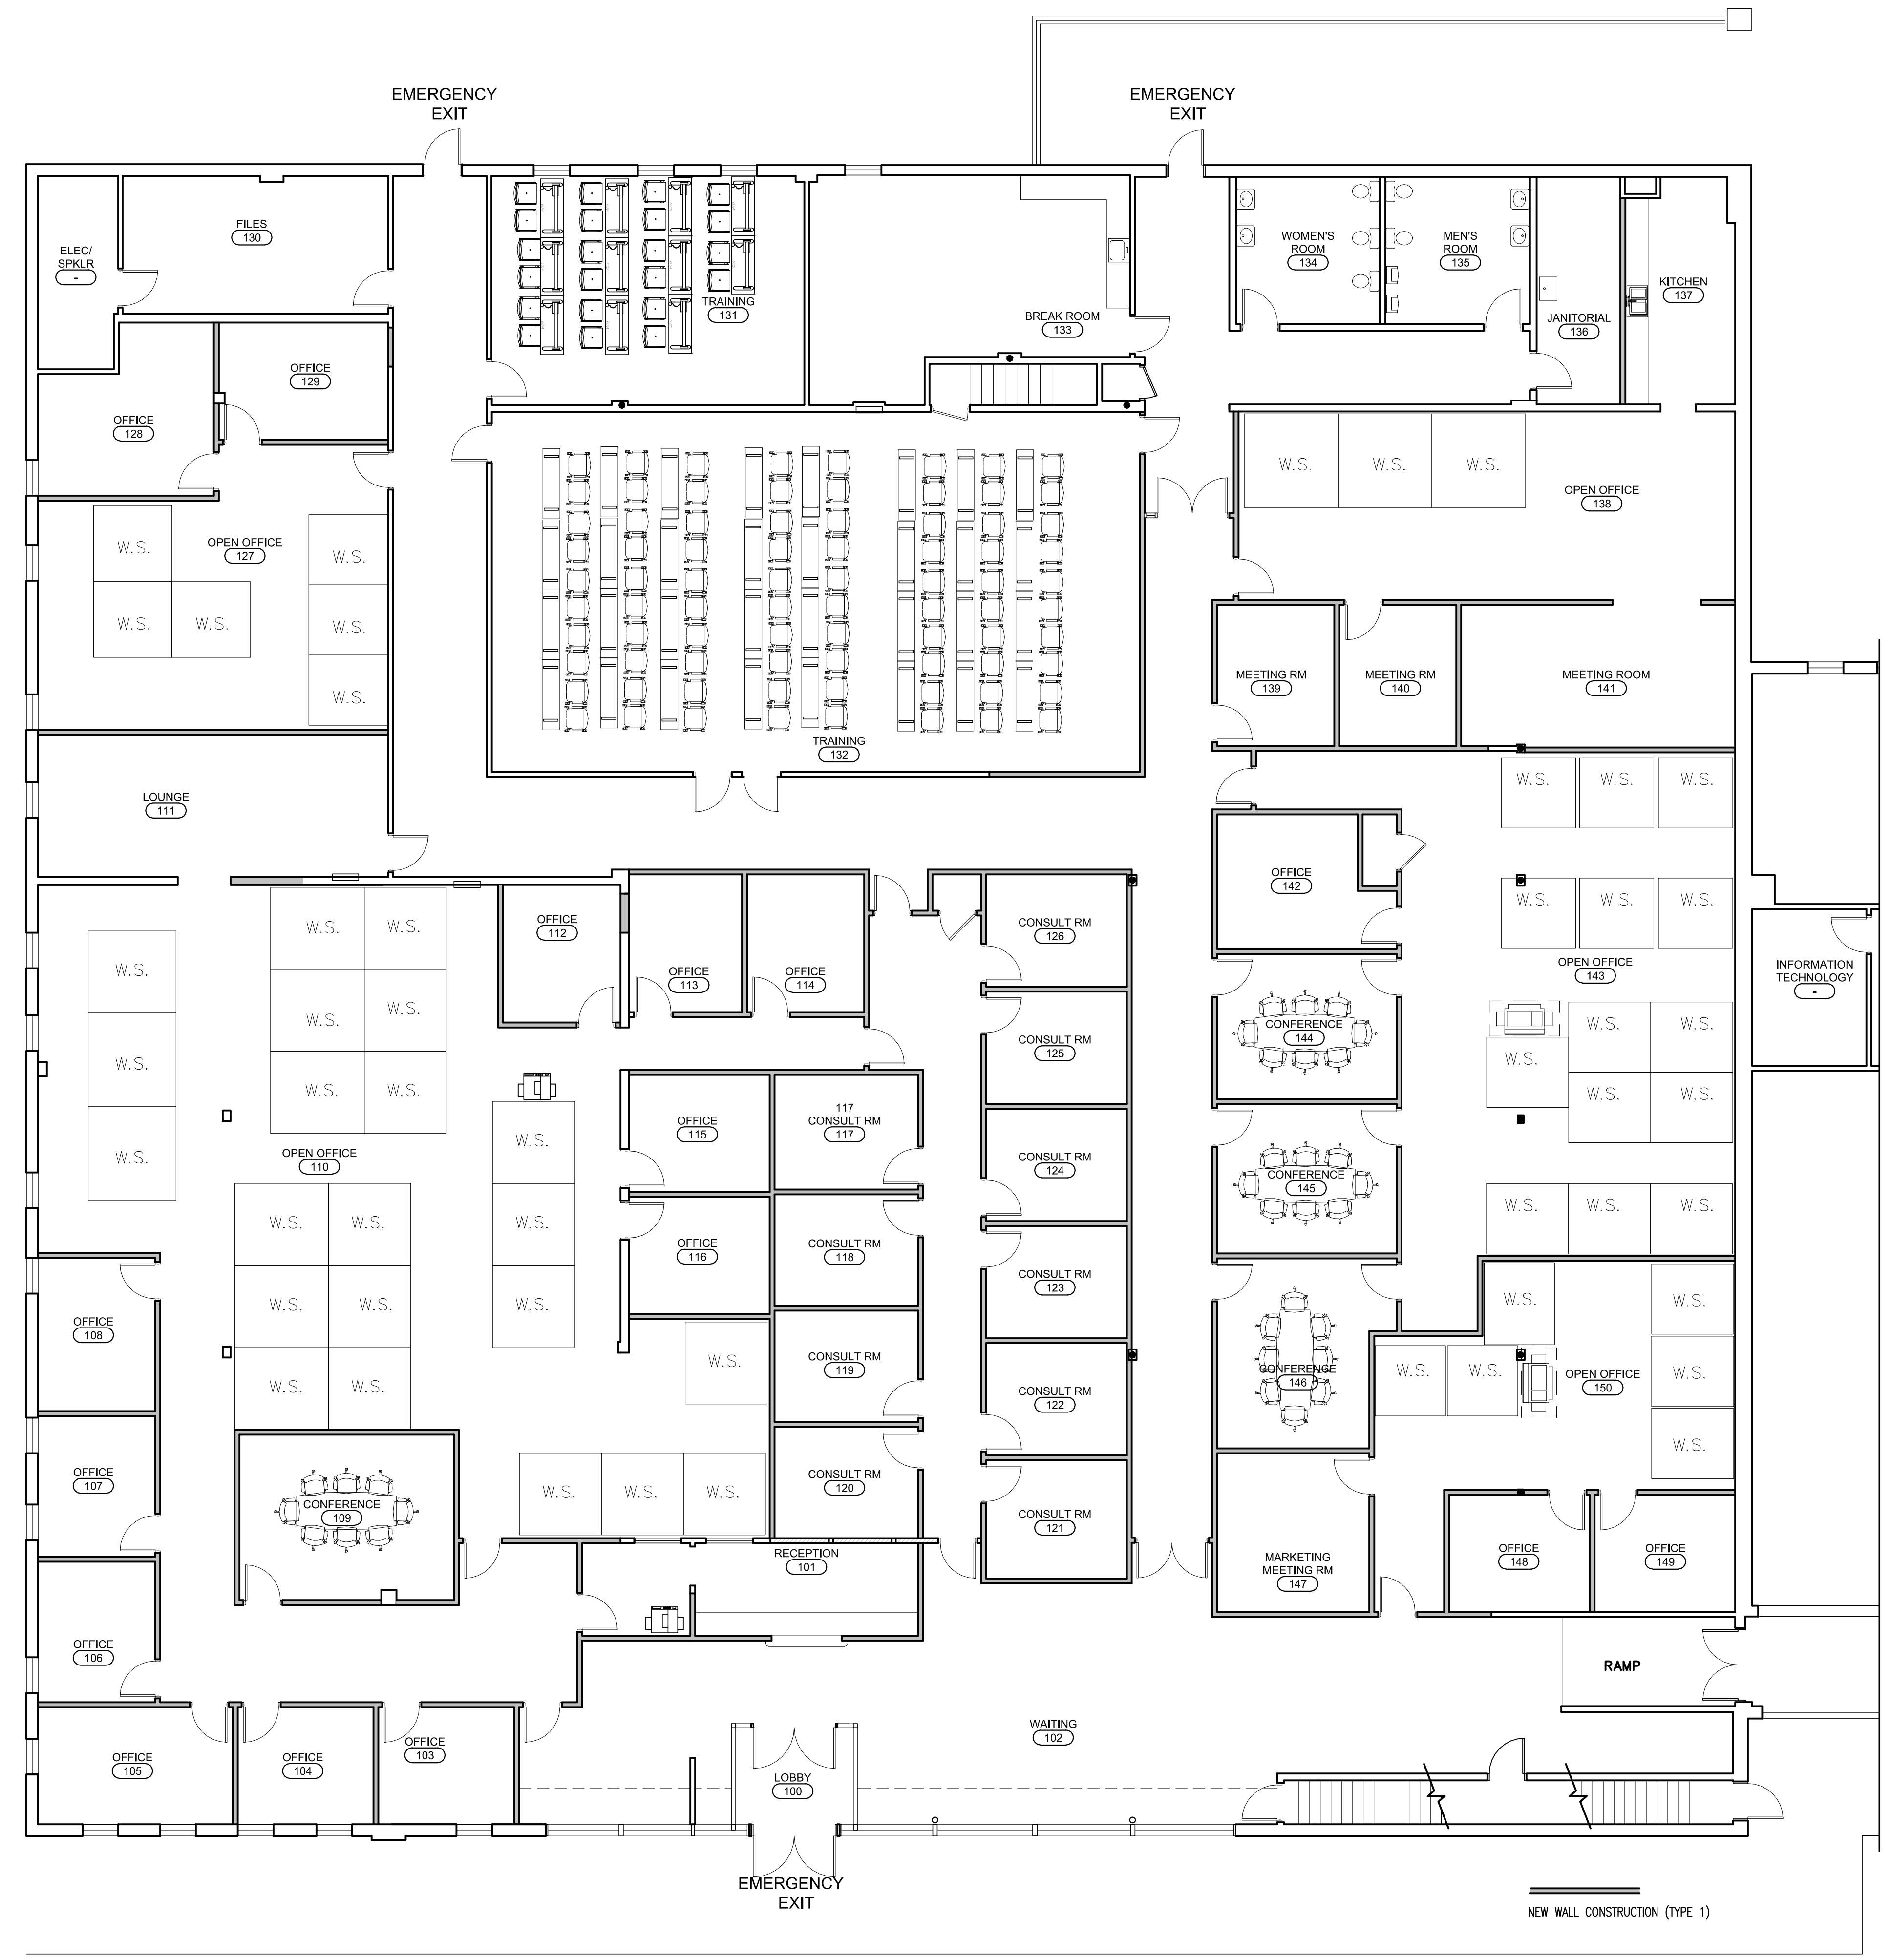 EMERGENCY
EXIT
EMERGENCY
EXIT
FILES
130
ELEC/
SPKLR
-
TRAINING
131
BREAK ROOM
133
WOMEN'S
ROOM
134
MEN'S
ROOM
135
JANITORIAL
136
KITCHEN
137
OFFICE
129
OFFICE
128
W.S.
W.S.
W.S.
OPEN OFFICE
138
OPEN OFFICE
127
W.S.
W.S.
W.S.
W.S.
W.S.
W.S.
MEETING RM
139
MEETING RM
140
MEETING ROOM
141
TRAINING
132
LOUNGE
111
W.S.
W.S.
W.S.
OFFICE
142
W.S.
W.S.
W.S.
OPEN OFFICE
143
INFORMATION
TECHNOLOGY
-
W.S.
W.S.
W.S.
W.S.
W.S.
W.S.
W.S.
W.S.
W.S.
OFFICE
112
OFFICE
113
OFFICE
114
CONSULT RM
126
CONSULT RM
125
CONFERENCE
144
W.S.
W.S.
W.S.
W.S.
W.S.
OPEN OFFICE
110
W.S.
W.S.
W.S.
OFFICE
115
117
CONSULT RM
117
CONSULT RM
124
CONFERENCE
145
W.S.
W.S.
W.S.
W.S.
W.S.
W.S.
W.S.
W.S.
W.S.
OFFICE
116
CONSULT RM
118
CONSULT RM
123
OFFICE
108
CONSULT RM
119
W.S.
CONSULT RM
122
CONFERENCE
146
W.S.
W.S.
W.S.
W.S.
W.S.
W.S.
OPEN OFFICE
150
OFFICE
107
CONFERENCE
109
W.S.
W.S.
W.S.
CONSULT RM
120
CONSULT RM
121
RECEPTION
101
MARKETING
MEETING RM
147
OFFICE
148
OFFICE
149
OFFICE
106
RAMP
OFFICE
105
OFFICE
104
OFFICE
103
WAITING
102
LOBBY
100
EMERGENCY
EXIT
NEW WALL CONSTRUCTION (TYPE 1)